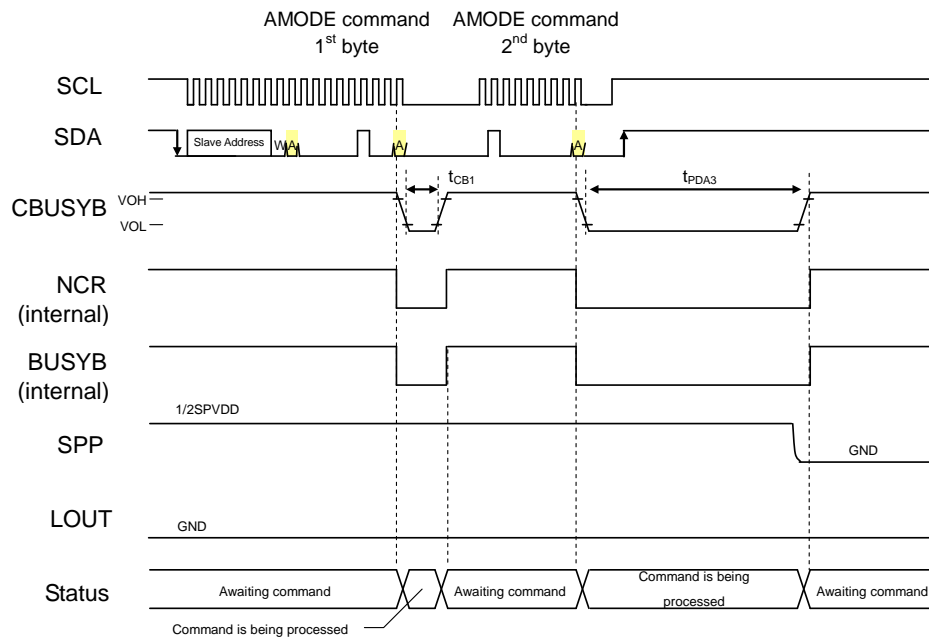 AMODE command
1st byte
AMODE command
2nd byte
SCL
SDA
Slave Address
W
A
A
A
tCB1
tPDA3
CBUSYB
VOH
VOL
NCR
(internal)
BUSYB
(internal)
1/2SPVDD
SPP
GND
LOUT
GND
Status
Awaiting command
Awaiting command
Command is being
processed
Awaiting command
Command is being processed